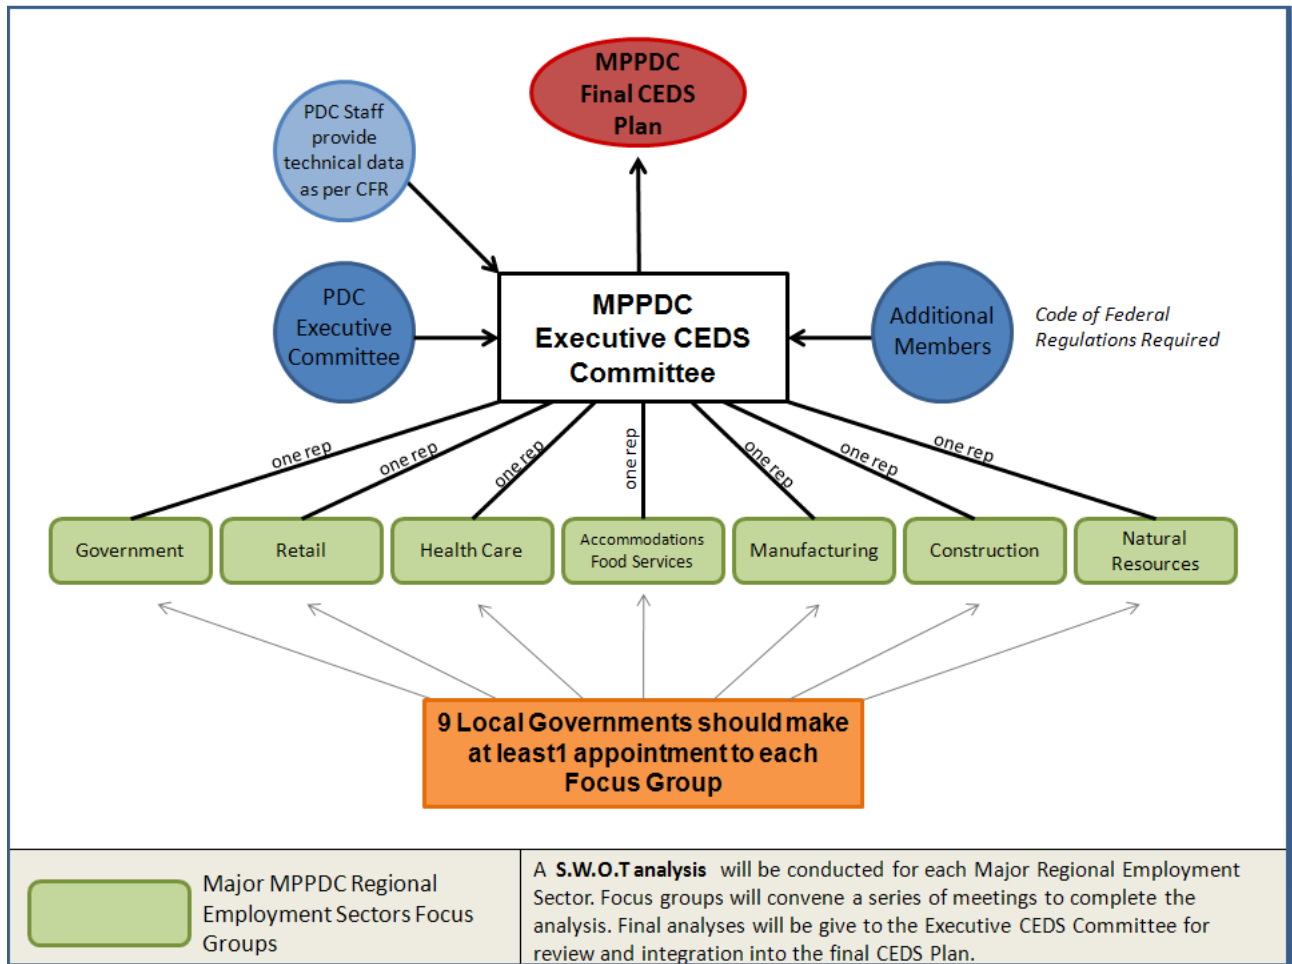 MPPDC
Final CEDS
Plan
PDC Staff
provide
technical data
as per CFR
PDC
Executive
Committee
MPPDC
Executive CEDS
Committee
Additional
Members
Code of Federal
Regulations Required
one rep
one rep
one rep
one rep
one rep
one rep
one rep
Government
Retail
Health Care
Accommodations
Food Services
Manufacturing
Construction
Natural
Resources
9 Local Governments should make
at least1 appointment to each
Focus Group
Major MPPDC Regional
Employment Sectors Focus
Groups
A S.W.O.T analysis will be conducted for each Major Regional Employment
Sector. Focus groups will convene a series of meetings to complete the
analysis. Final analyses will be give to the Executive CEDS Committee for
review and integration into the final CEDS Plan.